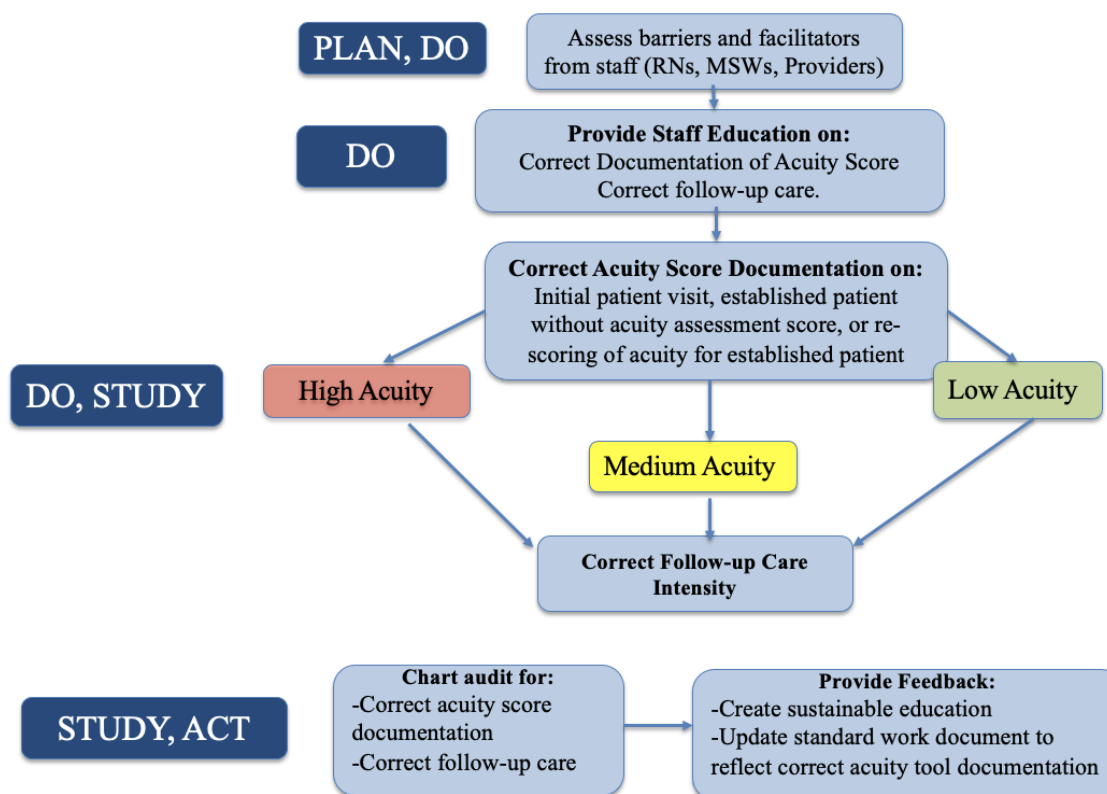 PLAN, DO
Assess barriers and facilitators
from staff (RNs, MSWs, Providers)
DO
Provide Staff Education on:
Correct Documentation of Acuity Score
Correct follow-up care.
Correct Acuity Score Documentation on:
Initial patient visit, established patient
without acuity assessment score, or re-
scoring of acuity for established patient
DO, STUDY
High Acuity
Low Acuity
Medium Acuity
Correct Follow-up Care
Intensity
STUDY, ACT
Chart audit for:
-Correct acuity score
documentation
-Correct follow-up care
Provide Feedback:
-Create sustainable education
-Update standard work document to
reflect correct acuity tool documentation